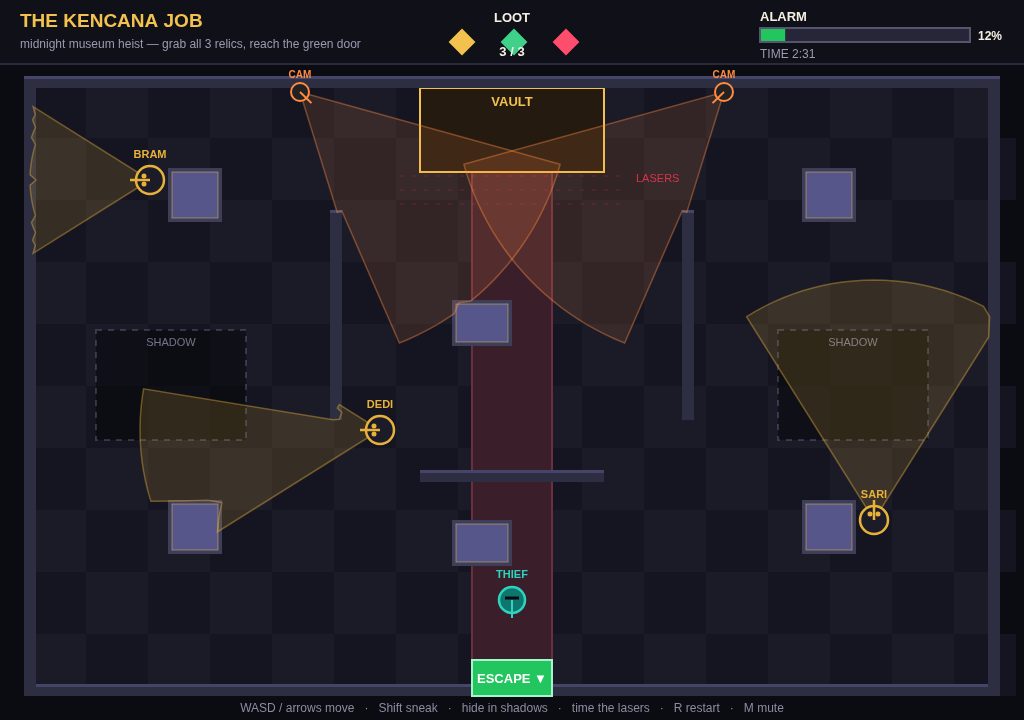 THE KENCANA JOB
midnight museum heist — grab all 3 relics, reach the green door
LOOT
3 / 3
ALARM
12%
TIME 2:31
CAM
CAM
VAULT
BRAM
LASERS
SHADOW
SHADOW
DEDI
SARI
THIEF
ESCAPE ▼
WASD / arrows move · Shift sneak · hide in shadows · time the lasers · R restart · M mute